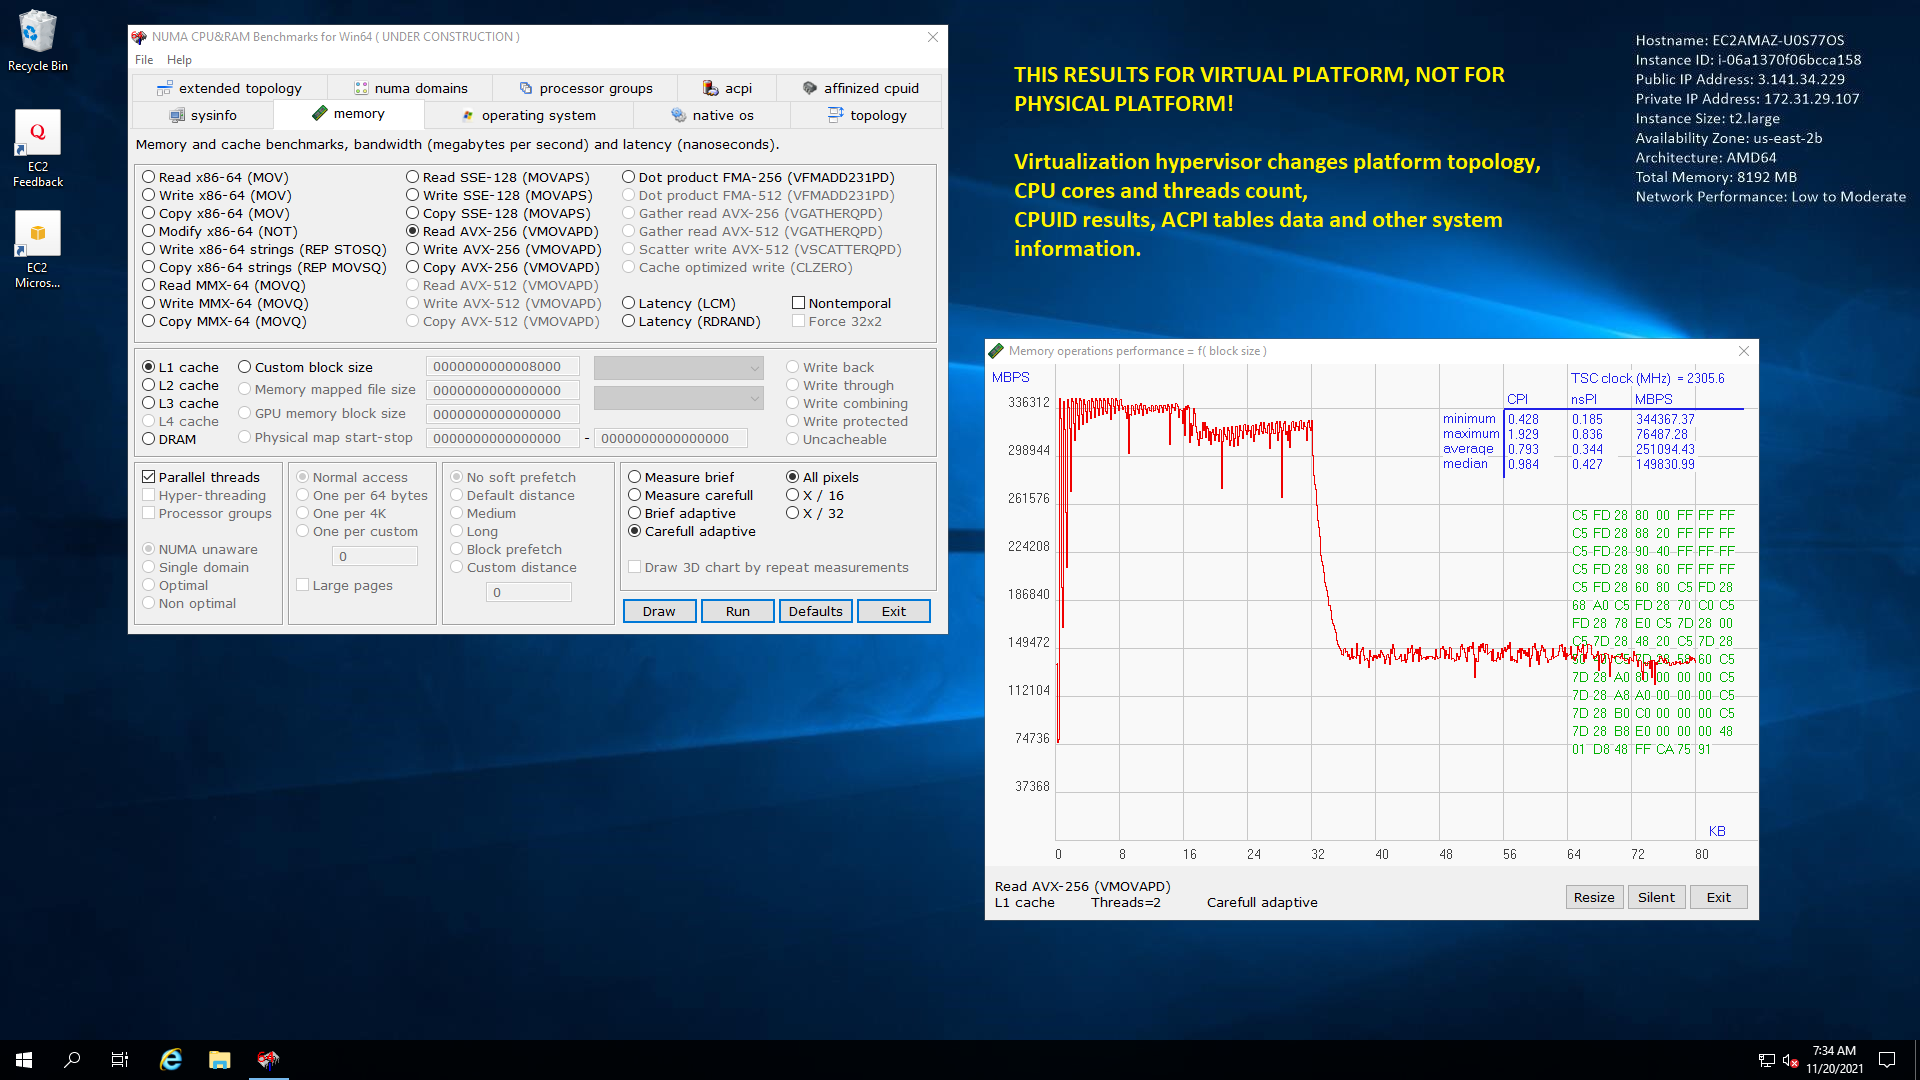 Recycle Bin
EC2
Feedback
EC2
Micros...
NUMA CPU&RAM Benchmarks for Win64 ( UNDER CONSTRUCTION )
File Help
extended topology numa domains processor groups acpi affinized cpuid
sysinfo memory operating system native os topology
Memory and cache benchmarks, bandwidth (megabytes per second) and latency (nanoseconds).
Read x86-64 (MOV) Read SSE-128 (MOVAPS) Dot product FMA-256 (VFMADD231PD)
Write x86-64 (MOV) Write SSE-128 (MOVAPS) Dot product FMA-512 (VFMADD231PD)
Copy x86-64 (MOV) Copy SSE-128 (MOVAPS) Gather read AVX-256 (VGATHERQPD)
Modify x86-64 (NOT) Read AVX-256 (VMOVAPD) Gather read AVX-512 (VGATHERQPD)
Write x86-64 strings (REP STOSQ) Write AVX-256 (VMOVAPD) Scatter write AVX-512 (VSCATTERQPD)
Copy x86-64 strings (REP MOVSQ) Copy AVX-256 (VMOVAPD) Cache optimized write (CLZERO)
Read MMX-64 (MOVQ) Read AVX-512 (VMOVAPD)
Write MMX-64 (MOVQ) Write AVX-512 (VMOVAPD) Latency (LCM) Nontemporal
Copy MMX-64 (MOVQ) Copy AVX-512 (VMOVAPD) Latency (RDRAND) Force 32x2
L1 cache Custom block size 0000000000008000 Write back
L2 cache Memory mapped file size 0000000000000000 Write through
L3 cache GPU memory block size 0000000000000000 Write combining
L4 cache Physical map start-stop 0000000000000000 - 0000000000000000 Write protected
DRAM Uncacheable
Parallel threads Normal access No soft prefetch Measure brief All pixels
Hyper-threading One per 64 bytes Default distance Measure carefull X / 16
Processor groups One per 4K Medium Brief adaptive X / 32
One per custom Long Carefull adaptive
NUMA unaware 0 Block prefetch
Single domain Custom distance Draw 3D chart by repeat measurements
Optimal Large pages 0
Non optimal
Draw Run Defaults Exit
THIS RESULTS FOR VIRTUAL PLATFORM, NOT FOR
PHYSICAL PLATFORM!
Virtualization hypervisor changes platform topology,
CPU cores and threads count,
CPUID results, ACPI tables data and other system
information.
Hostname: EC2AMAZ-U0S77OS
Instance ID: i-06a1370f06bcca158
Public IP Address: 3.141.34.229
Private IP Address: 172.31.29.107
Instance Size: t2.large
Availability Zone: us-east-2b
Architecture: AMD64
Total Memory: 8192 MB
Network Performance: Low to Moderate
Memory operations performance = f( block size )
MBPS
336312
298944
261576
224208
186840
149472
112104
74736
37368
TSC clock (MHz) = 2305.6
CPI nsPI MBPS
minimum 0.428 0.185 344367.37
maximum 1.929 0.836 76487.28
average 0.793 0.344 251094.43
median 0.984 0.427 149830.99
C5 FD 28 80 00 FF FF FF
C5 FD 28 88 20 FF FF FF
C5 FD 28 90 40 FF FF FF
C5 FD 28 98 60 FF FF FF
C5 FD 28 60 80 C5 FD 28
68 A0 C5 FD 28 70 C0 C5
FD 28 78 E0 C5 7D 28 00
C5 7D 28 48 20 C5 7D 28
50 40 C5 7D 28 58 60 C5
7D 28 A0 80 00 00 00 C5
7D 28 A8 A0 00 00 00 C5
7D 28 B0 C0 00 00 00 C5
7D 28 B8 E0 00 00 00 48
01 D8 48 FF CA 75 91
KB
0 8 16 24 32 40 48 56 64 72 80
Read AVX-256 (VMOVAPD)
L1 cache Threads=2 Carefull adaptive
Resize Silent Exit
7:34 AM
11/20/2021